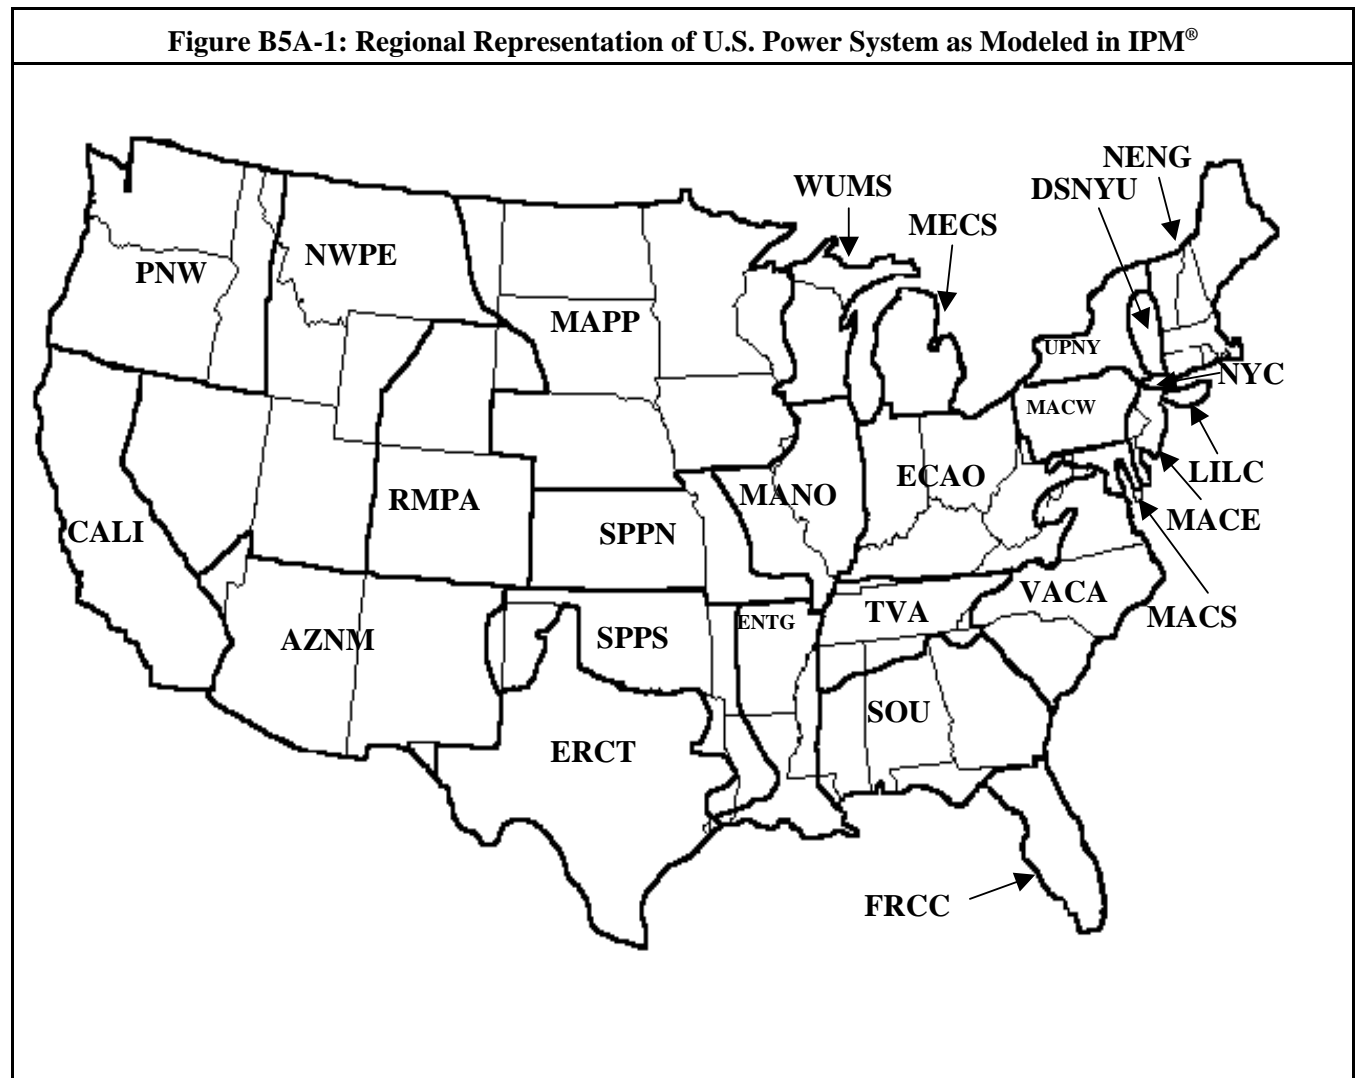 Figure B5A-1: Regional Representation of U.S. Power System as Modeled in IPM®
NENG
WUMS
DSNYU
MECS
NWPE
PNW
MAPP
UPNY
NYC
MACW
LILC
ECAO
MANO
RMPA
MACE
CALI
SPPN
VACA
TVA
MACS
ENTG
AZNM
SPPS
SOU
ERCT
FRCC